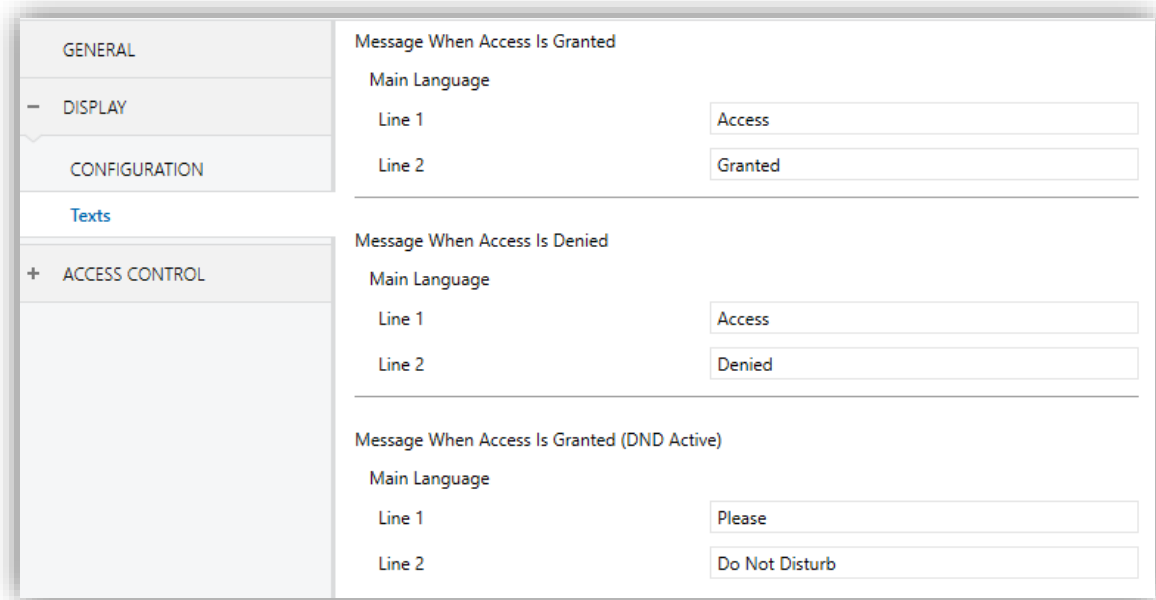 GENERAL
− DISPLAY
CONFIGURATION
Texts
+ ACCESS CONTROL
Message When Access Is Granted
Main Language
Line 1 Access
Line 2 Granted
Message When Access Is Denied
Main Language
Line 1 Access
Line 2 Denied
Message When Access Is Granted (DND Active)
Main Language
Line 1 Please
Line 2 Do Not Disturb